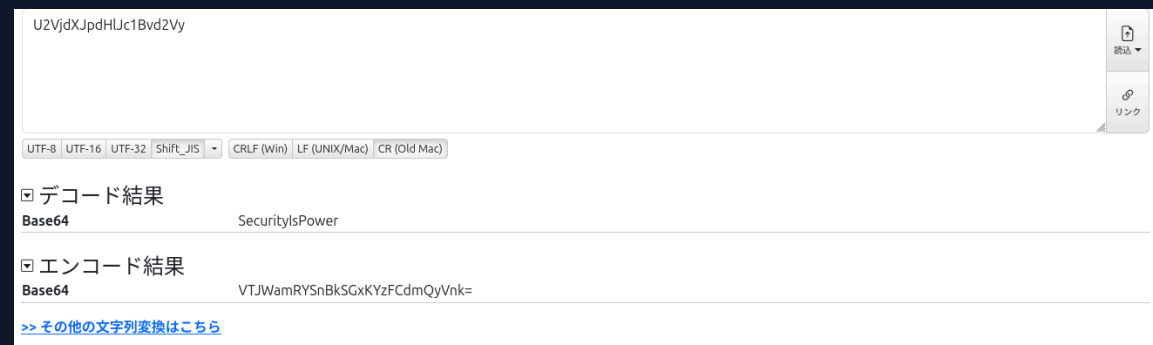 U2VjdXJpdHlJc1Bvd2Vy
読込
リンク
UTF-8 UTF-16 UTF-32 Shift_JIS CRLF (Win) LF (UNIX/Mac) CR (Old Mac)
デコード結果
Base64 SecurityIsPower
エンコード結果
Base64 VTJWamRYSnBkSGxKYzFCdmQyVnk=
>> その他の文字列変換はこちら